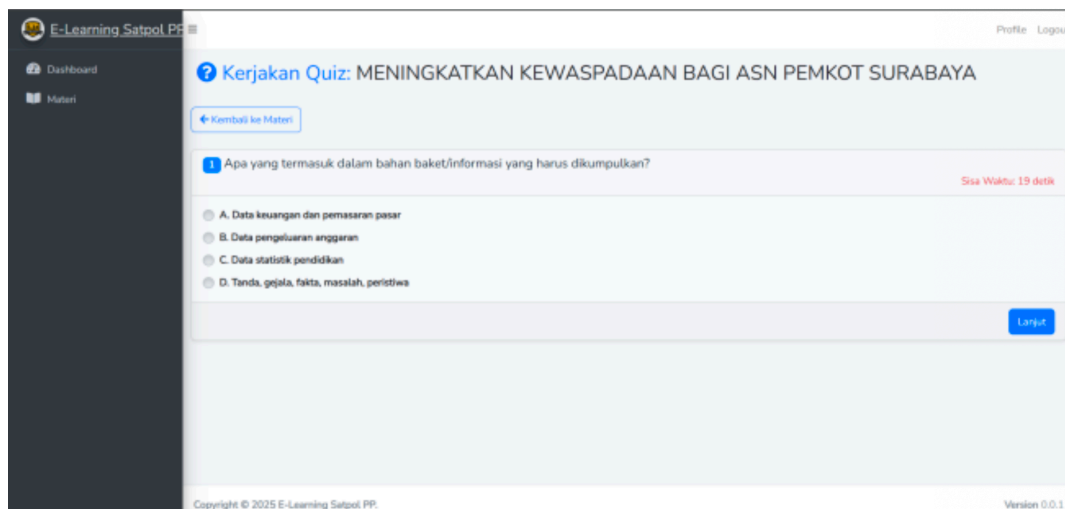 E-Learning Satpol PP
Profile Logou
Dashboard
Materi
Kerjakan Quiz: MENINGKATKAN KEWASPADAAN BAGI ASN PEMKOT SURABAYA
Kembali ke Materi
1 Apa yang termasuk dalam bahan baket/informasi yang harus dikumpulkan?
Sisa Waktu: 19 detik
A. Data keuangan dan pemasaran pasar
B. Data pengeluaran anggaran
C. Data statistik pendidikan
D. Tanda, gejala, fakta, masalah, peristiwa
Lanjut
Copyright © 2025 E-Learning Satpol PP.
Version 0.0.1